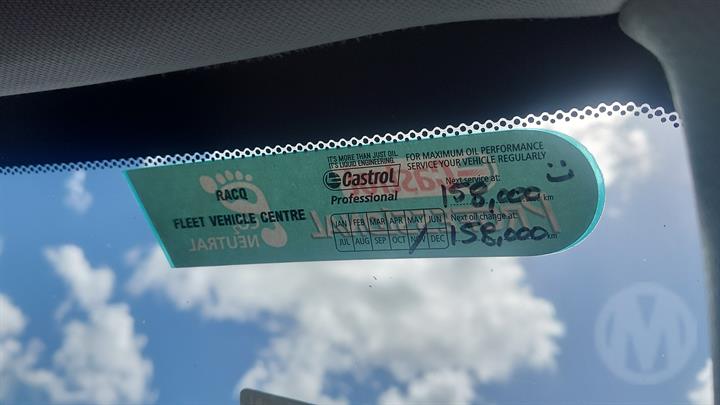 IT'S MORE THAN JUST OIL.
IT'S LIQUID ENGINEERING.
Castrol
Professional
FOR MAXIMUM OIL PERFORMANCE
SERVICE YOUR VEHICLE REGULARLY
RACQ
FLEET VEHICLE CENTRE
NEUTRAL
Next service at:
158,000 km
JAN FEB MAR APR MAY JUN
JUL AUG SEP OCT NOV DEC
Next oil change at:
158,000 km
M